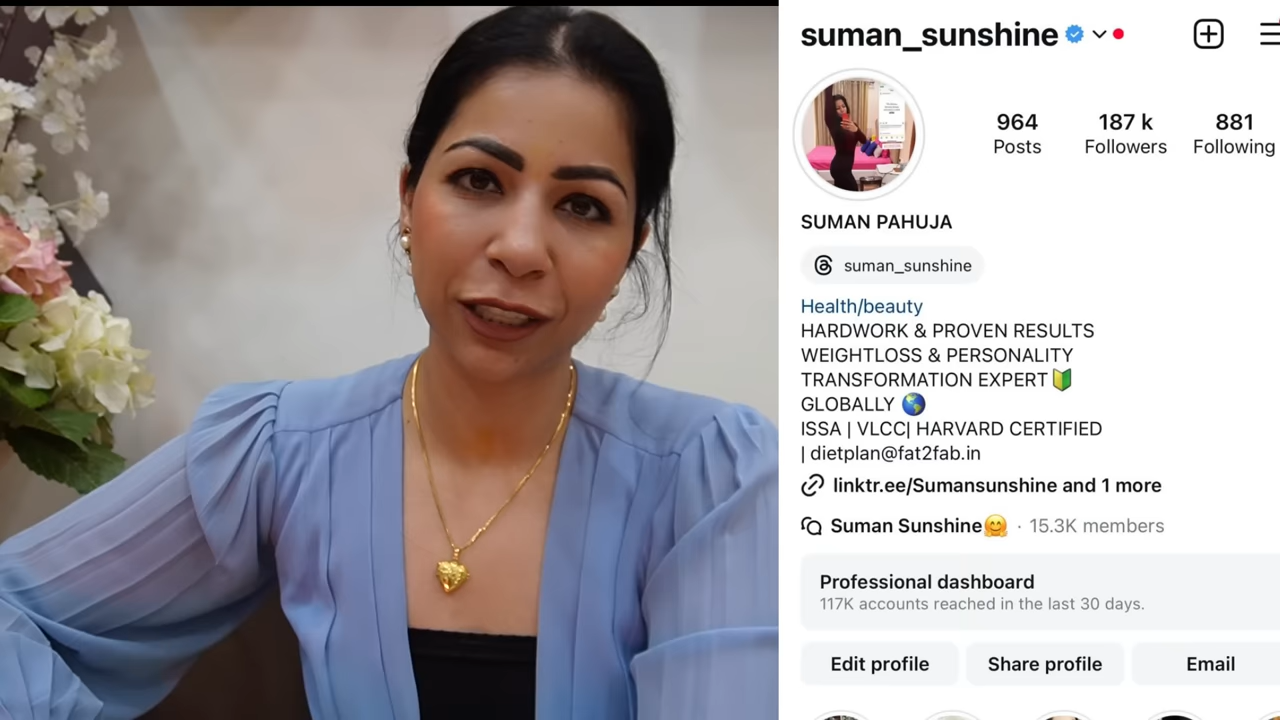 suman_sunshine
964
Posts
187 k
Followers
881
Following
SUMAN PAHUJA
suman_sunshine
Health/beauty
HARDWORK & PROVEN RESULTS
WEIGHTLOSS & PERSONALITY
TRANSFORMATION EXPERT🔰
GLOBALLY 🌎
ISSA | VLCC| HARVARD CERTIFIED
| dietplan@fat2fab.in
linktr.ee/Sumansunshine and 1 more
Suman Sunshine🤗 · 15.3K members
Professional dashboard
117K accounts reached in the last 30 days.
Edit profile
Share profile
Email